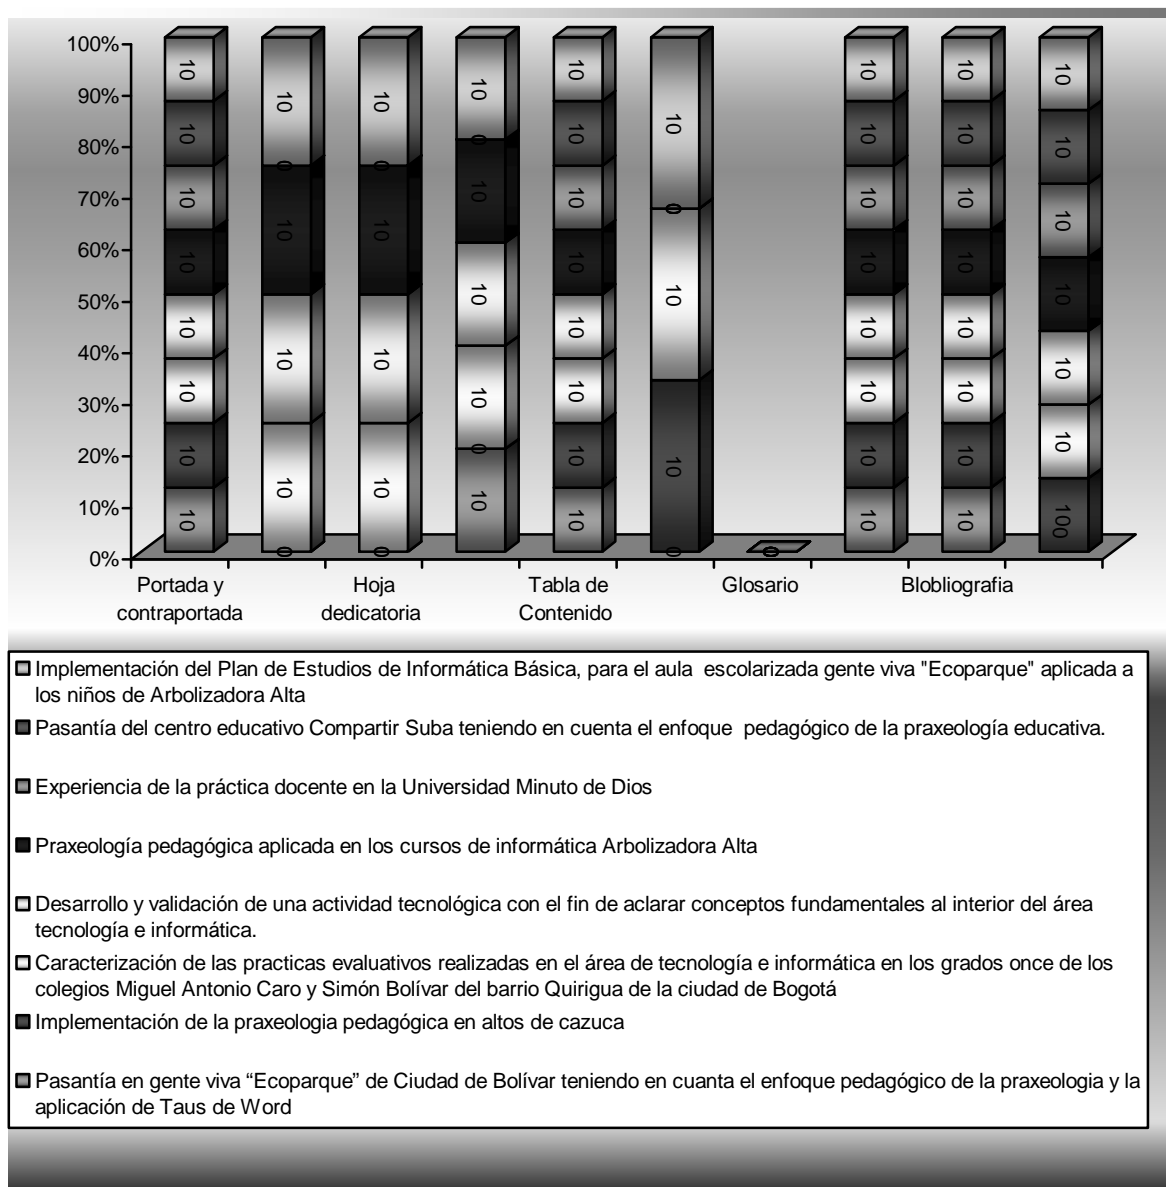 100%
90%
80%
70%
60%
50%
40%
30%
20%
10%
0%
10 10 10 10 10 10 10 10
10 0 10 10 10 0
10 0 10 10 10 0
10 0 10 10 10 0 10
10 10 10 10 10 10 10 10
10 0 10 10 0
0
10 10 10 10 10 10 10 10
10 10 10 10 10 10 10 10
10 10 10 10 10 10 100
Portada y
contraportada
Hoja
dedicatoria
Tabla de
Contenido
Glosario
Blobliografia
Implementación del Plan de Estudios de Informática Básica, para el aula escolarizada gente viva "Ecoparque" aplicada a
los niños de Arbolizadora Alta
Pasantía del centro educativo Compartir Suba teniendo en cuenta el enfoque pedagógico de la praxeología educativa.
Experiencia de la práctica docente en la Universidad Minuto de Dios
Praxeología pedagógica aplicada en los cursos de informática Arbolizadora Alta
Desarrollo y validación de una actividad tecnológica con el fin de aclarar conceptos fundamentales al interior del área
tecnología e informática.
Caracterización de las practicas evaluativos realizadas en el área de tecnología e informática en los grados once de los
colegios Miguel Antonio Caro y Simón Bolívar del barrio Quirigua de la ciudad de Bogotá
Implementación de la praxeologia pedagógica en altos de cazuca
Pasantía en gente viva “Ecoparque” de Ciudad de Bolívar teniendo en cuanta el enfoque pedagógico de la praxeologia y la
aplicación de Taus de Word